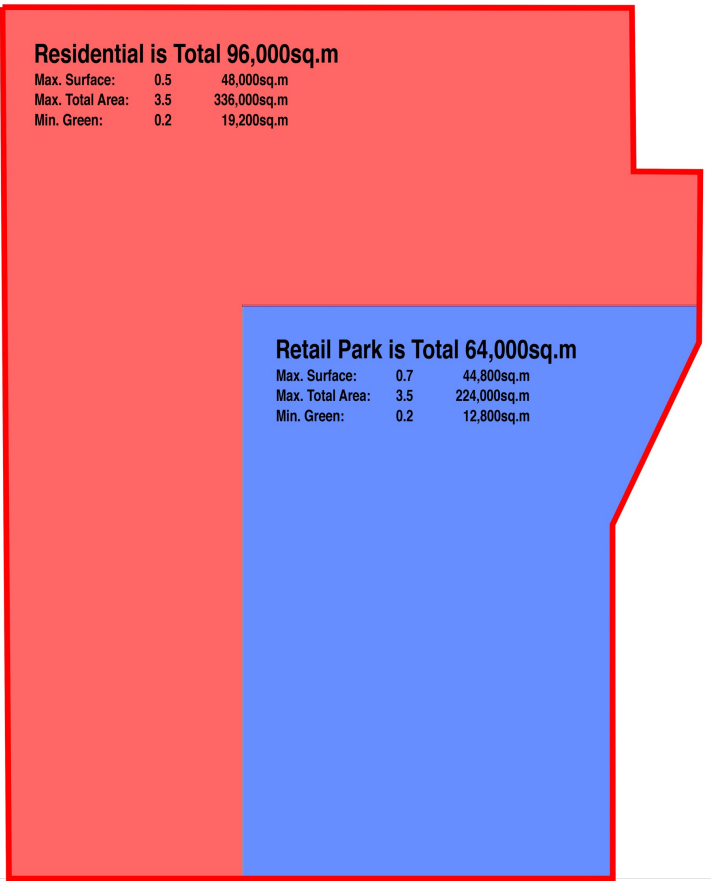 Residential is Total 96,000sq.m
Max. Surface: 0.5 48,000sq.m
Max. Total Area: 3.5 336,000sq.m
Min. Green: 0.2 19,200sq.m
Retail Park is Total 64,000sq.m
Max. Surface: 0.7 44,800sq.m
Max. Total Area: 3.5 224,000sq.m
Min. Green: 0.2 12,800sq.m